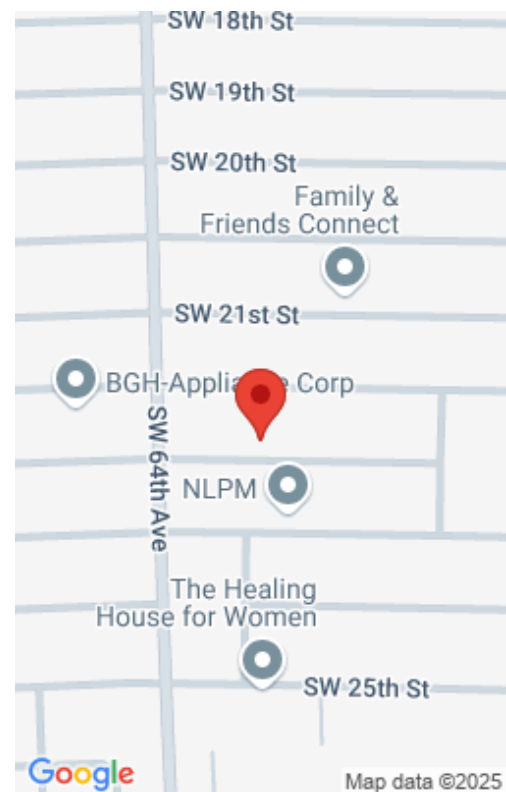 SW 18th St
SW 19th St
SW 20th St
Family &
Friends Connect
SW 21st St
BGH-Appliance Corp
SW 64th Ave
NLPM
The Healing
House for Women
SW 25th St
Google
Map data ©2025